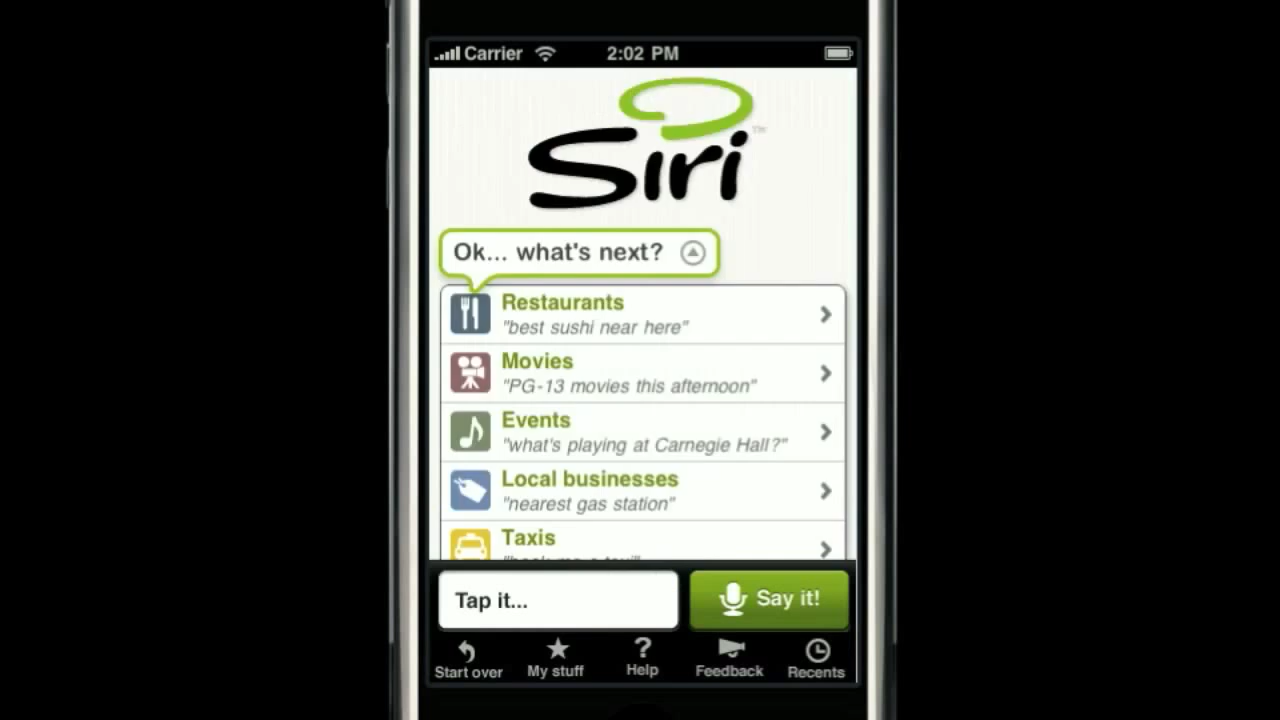 Carrier 2:02 PM
Siri™
Ok... what's next?
Restaurants
"best sushi near here"
Movies
"PG-13 movies this afternoon"
Events
"what's playing at Carnegie Hall?"
Local businesses
"nearest gas station"
Taxis
Tap it... Say it!
Start over My stuff Help Feedback Recents